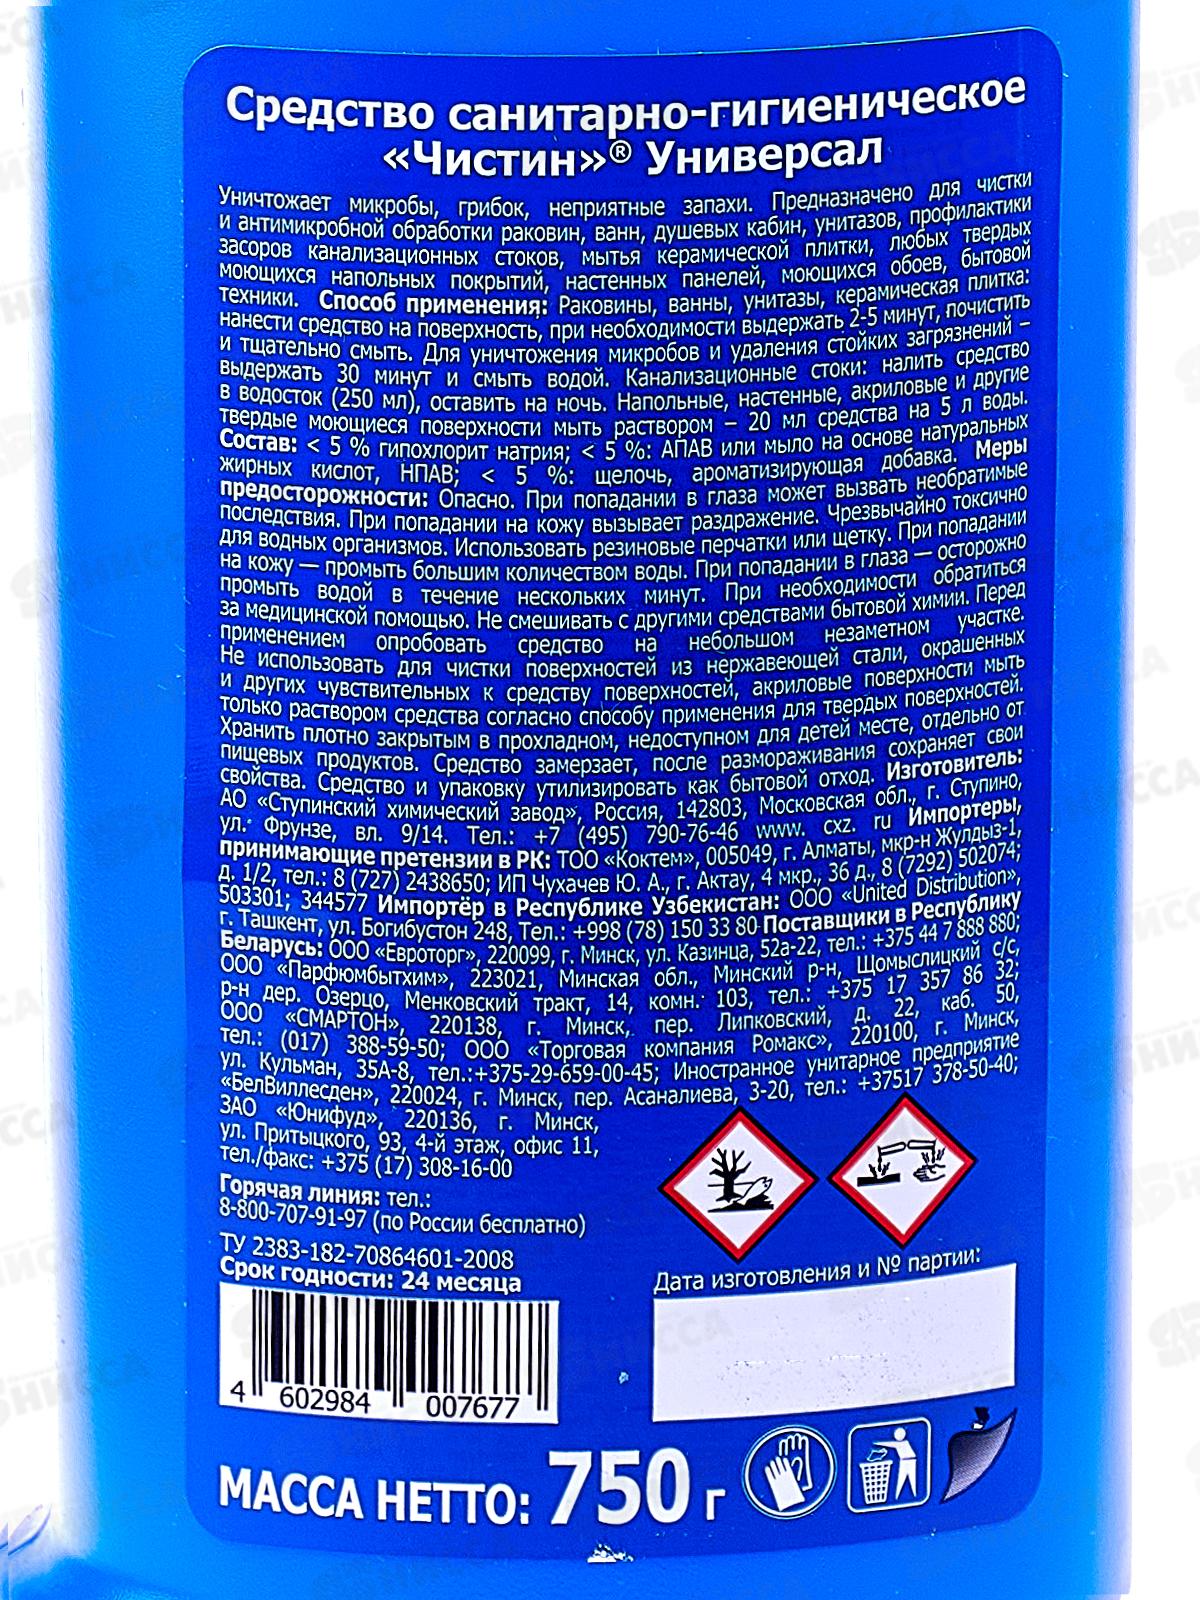 Средство санитарно-гигиеническое
«Чистин»® Универсал
Уничтожает микробы, грибок, неприятные запахи. Предназначено для чистки
и антимикробной обработки раковин, ванн, душевых кабин, унитазов, профилактики
засоров канализационных стоков, мытья керамической плитки, любых твердых
моющихся напольных покрытий, настенных панелей, моющихся обоев, бытовой
техники. Способ применения: Раковины, ванны, унитазы, керамическая плитка:
нанести средство на поверхность, при необходимости выдержать 2-5 минут, почистить
и тщательно смыть. Для уничтожения микробов и удаления стойких загрязнений –
выдержать 30 минут и смыть водой. Канализационные стоки: налить средство
в водосток (250 мл), оставить на ночь. Напольные, настенные, акриловые и другие
твердые моющиеся поверхности мыть раствором – 20 мл средства на 5 л воды.
Состав: < 5 % гипохлорит натрия; < 5 %: АПАВ или мыло на основе натуральных
жирных кислот, НПАВ; < 5 %: щелочь, ароматизирующая добавка. Меры
предосторожности: Опасно. При попадании в глаза может вызвать необратимые
последствия. При попадании на кожу вызывает раздражение. Чрезвычайно токсично
для водных организмов. Использовать резиновые перчатки или щетку. При попадании
на кожу — промыть большим количеством воды. При попадании в глаза — осторожно
промыть водой в течение нескольких минут. При необходимости обратиться
за медицинской помощью. Не смешивать с другими средствами бытовой химии. Перед
применением опробовать средство на небольшом незаметном участке.
Не использовать для чистки поверхностей из нержавеющей стали, окрашенных
и других чувствительных к средству поверхностей, акриловые поверхности мыть
только раствором средства согласно способу применения для твердых поверхностей.
Хранить плотно закрытым в прохладном, недоступном для детей месте, отдельно от
пищевых продуктов. Средство замерзает, после размораживания сохраняет свои
свойства. Средство и упаковку утилизировать как бытовой отход. Изготовитель:
АО «Ступинский химический завод», Россия, 142803, Московская обл., г. Ступино,
ул. Фрунзе, вл. 9/14. Тел.: +7 (495) 790-76-46 www. cxz. ru Импортеры,
принимающие претензии в РК: ТОО «Коктем», 005049, г. Алматы, мкр-н Жулдыз-1,
д. 1/2, тел.: 8 (727) 2438650; ИП Чухачев Ю. А., г. Актау, 4 мкр., 36 д., 8 (7292) 502074;
503301; 344577 Импортёр в Республике Узбекистан: ООО «United Distribution»,
г. Ташкент, ул. Богибустон 248, Тел.: +998 (78) 150 33 80 Поставщики в Республику
Беларусь: ООО «Евроторг», 220099, г. Минск, ул. Казинца, 52а-22, тел.: +375 44 7 888 880;
ООО «Парфюмбытхим», 223021, Минская обл., Минский р-н, Щомыслицкий с/с,
р-н дер. Озерцо, Менковский тракт, 14, комн. 103, тел.: +375 17 357 86 32;
ООО «СМАРТОН», 220138, г. Минск, пер. Липковский, д. 22, каб. 50,
тел.: (017) 388-59-50; ООО «Торговая компания Ромакс», 220100, г. Минск,
ул. Кульман, 35А-8, тел.:+375-29-659-00-45; Иностранное унитарное предприятие
«БелВиллесден», 220024, г. Минск, пер. Асаналиева, 3-20, тел.: +37517 378-50-40;
ЗАО «Юнифуд», 220136, г. Минск,
ул. Притыцкого, 93, 4-й этаж, офис 11,
тел./факс: +375 (17) 308-16-00
Горячая линия: тел.:
8-800-707-91-97 (по России бесплатно)
ТУ 2383-182-70864601-2008
Срок годности: 24 месяца
Дата изготовления и № партии:
4 602984 007677
МАССА НЕТТО: 750 г